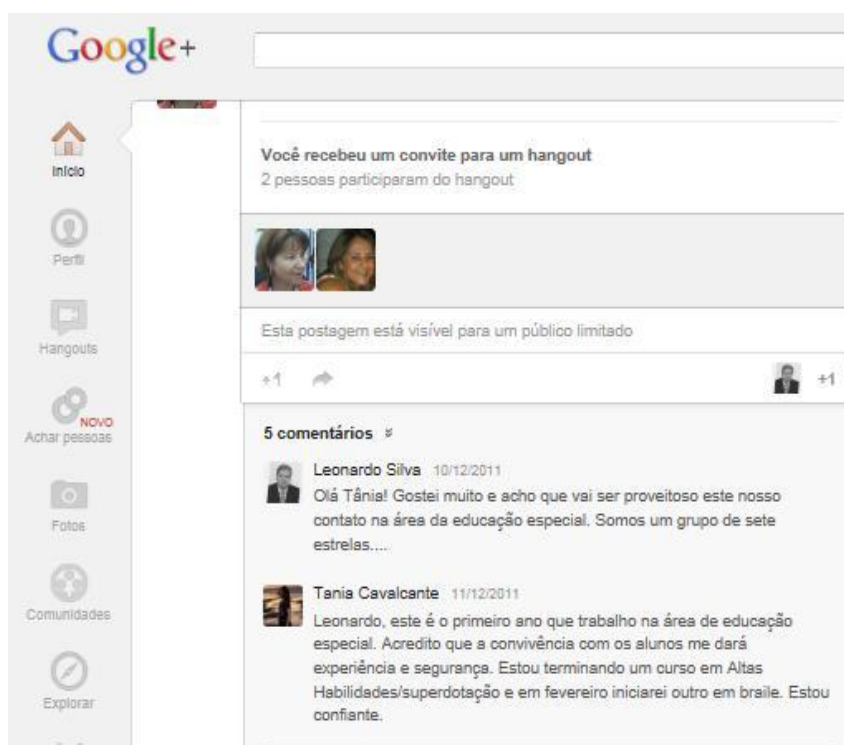 Google+
Início
Perfil
Hangouts
NOVO
Achar pessoas
Fotos
Comunidades
Explorar
Você recebeu um convite para um hangout
2 pessoas participaram do hangout
Esta postagem está visível para um público limitado
+1
+1
5 comentários
Leonardo Silva 10/12/2011
Olá Tânia! Gostei muito e acho que vai ser proveitoso este nosso
contato na área da educação especial. Somos um grupo de sete
estrelas....
Tania Cavalcante 11/12/2011
Leonardo, este é o primeiro ano que trabalho na área de educação
especial. Acredito que a convivência com os alunos me dará
experiência e segurança. Estou terminando um curso em Altas
Habilidades/superdotação e em fevereiro iniciarei outro em braile. Estou
confiante.